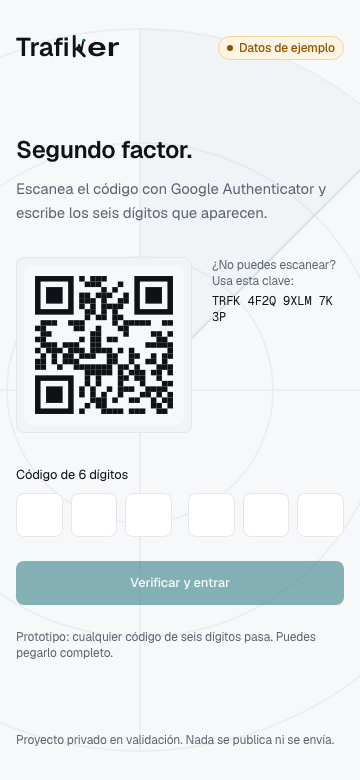 Trafiker
Datos de ejemplo
Segundo factor.
Escanea el código con Google Authenticator y
escribe los seis dígitos que aparecen.
¿No puedes escanear?
Usa esta clave:
TRFK 4F2Q 9XLM 7K
3P
Código de 6 dígitos
Verificar y entrar
Prototipo: cualquier código de seis dígitos pasa. Puedes
pegarlo completo.
Proyecto privado en validación. Nada se publica ni se envía.